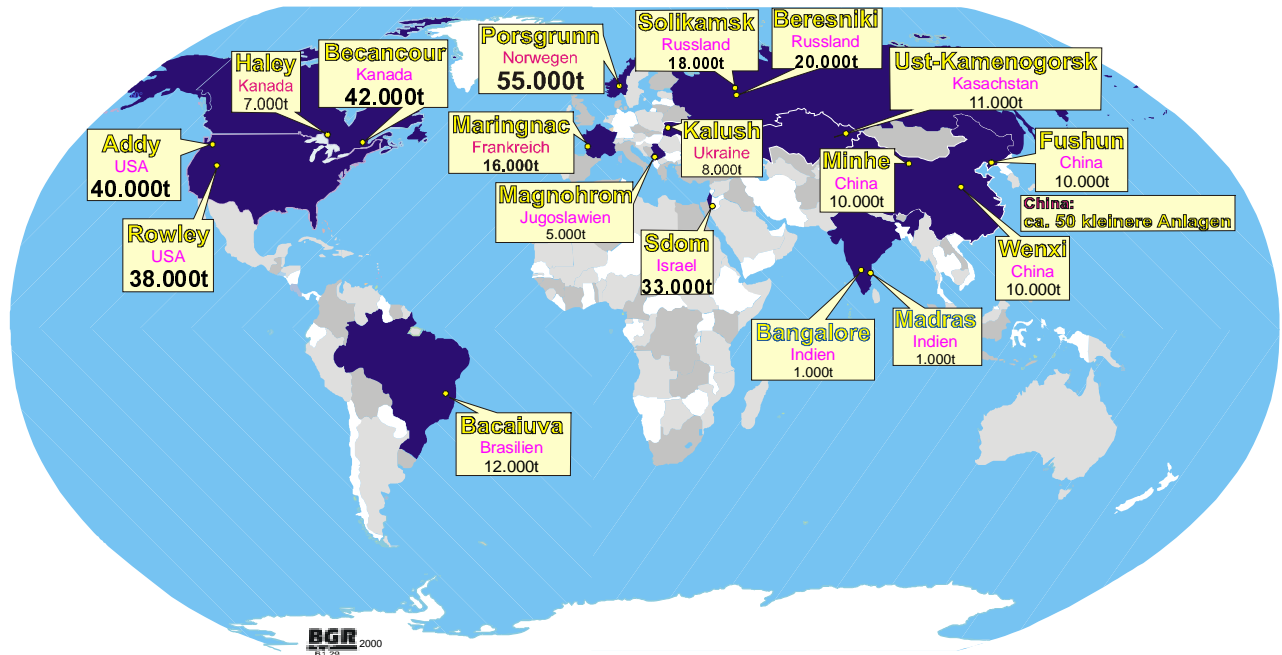 Solikamsk
Russland
18.000t
Beresniki
Russland
20.000t
Porsgrunn
Norwegen
55.000t
Becancour
Kanada
42.000t
Haley
Kanada
7.000t
Ust-Kamenogorsk
Kasachstan
11.000t
Maringnac
Frankreich
16.000t
Kalush
Ukraine
8.000t
Addy
USA
40.000t
Fushun
China
10.000t
Minhe
China
10.000t
Magnohrom
Jugoslawien
5.000t
China:
ca. 50 kleinere Anlagen
Rowley
USA
38.000t
Sdom
Israel
33.000t
Wenxi
China
10.000t
Bangalore
Indien
1.000t
Madras
Indien
1.000t
Bacaiuva
Brasilien
12.000t
BGR 2000